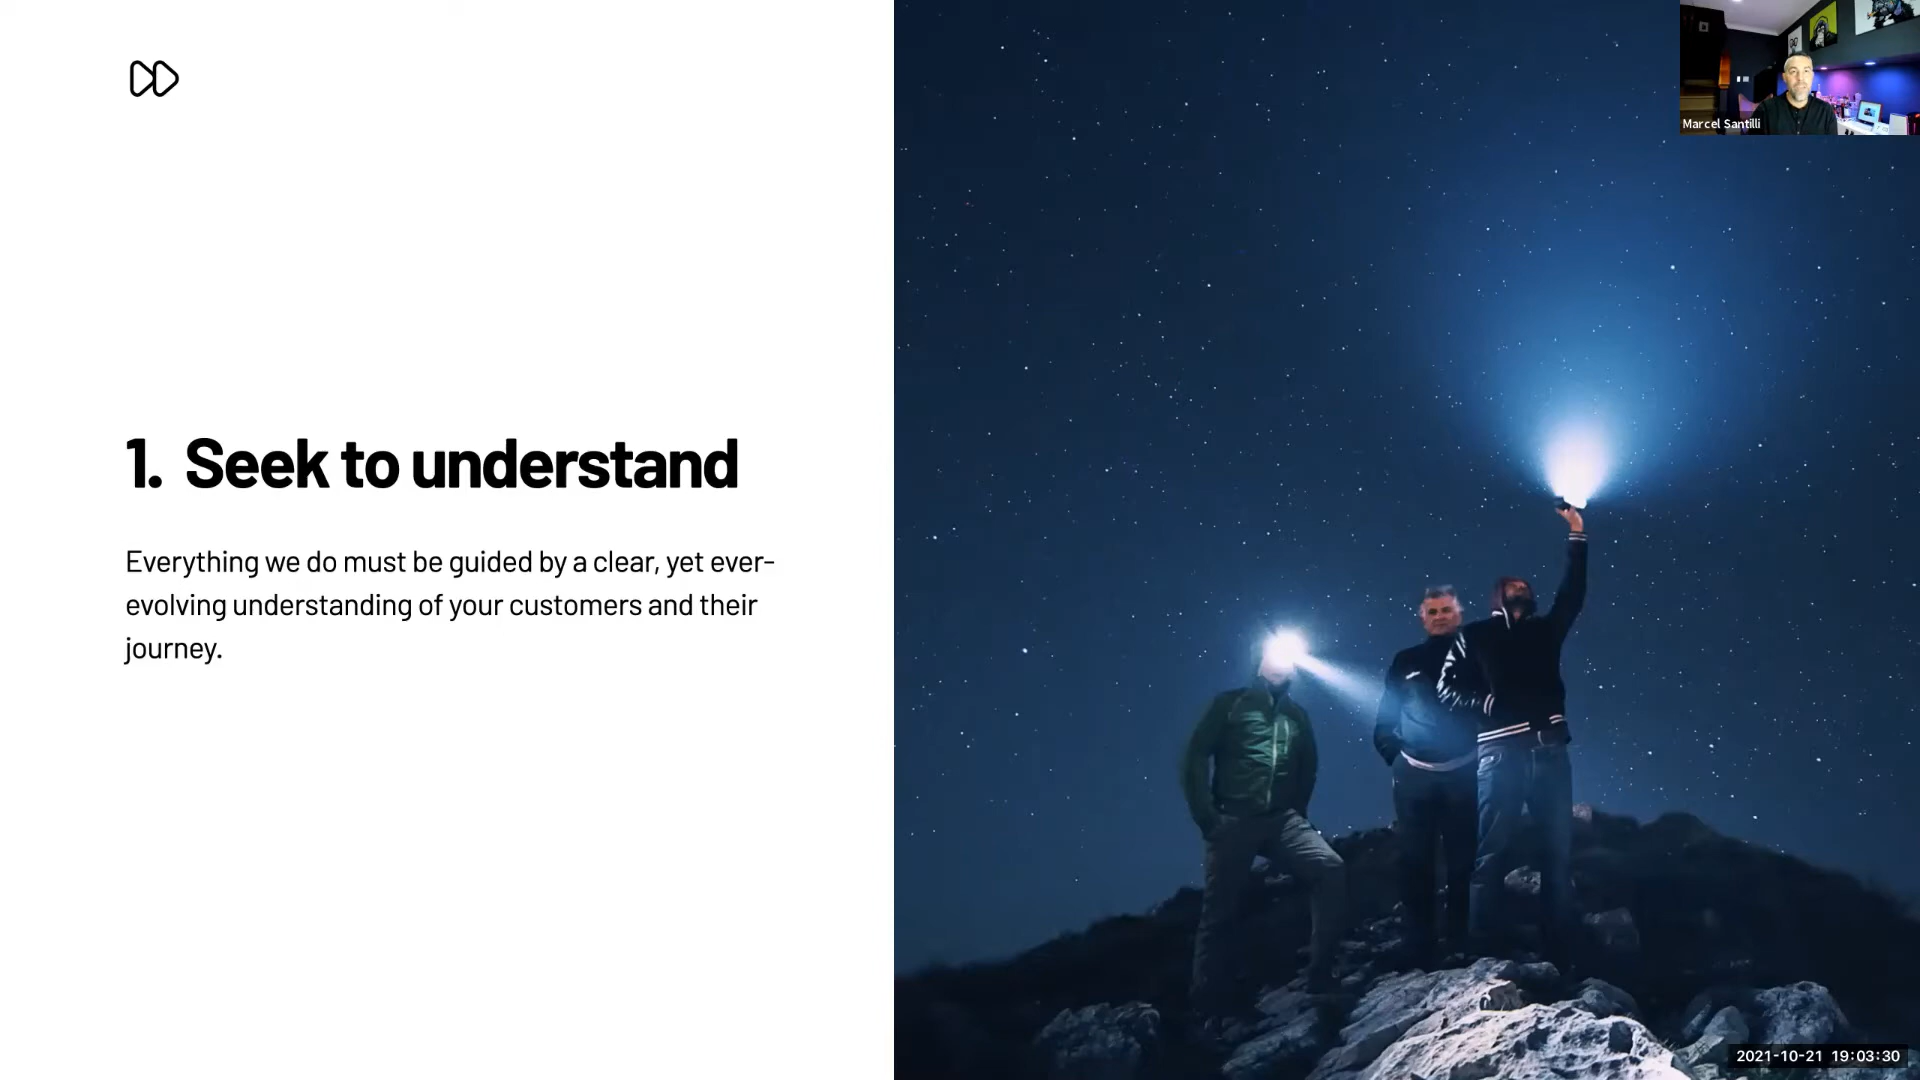 Marcel Santilli
1. Seek to understand
Everything we do must be guided by a clear, yet ever-
evolving understanding of your customers and their
journey.
2021-10-21 19:03:30